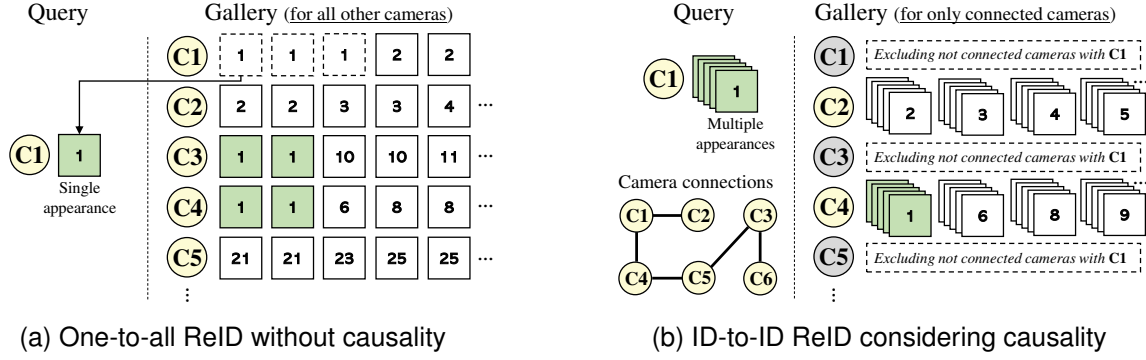 Query
Gallery (for all other cameras)
C1 1 1 1 2 2
C2 2 2 3 3 4 ...
C1 1
C3 1 1 10 10 11 ...
Single
appearance
C4 1 1 6 8 8 ...
C5 21 21 23 25 25 ...
⋮
(a) One-to-all ReID without causality
Query
Gallery (for only connected cameras)
C1 1
Multiple
appearances
C1 Excluding not connected cameras with C1
C2 2 3 4 5 ...
C3 Excluding not connected cameras with C1
C4 1 6 8 9 ...
C5 Excluding not connected cameras with C1
⋮
Camera connections
C1 C2 C3
C4 C5 C6
(b) ID-to-ID ReID considering causality